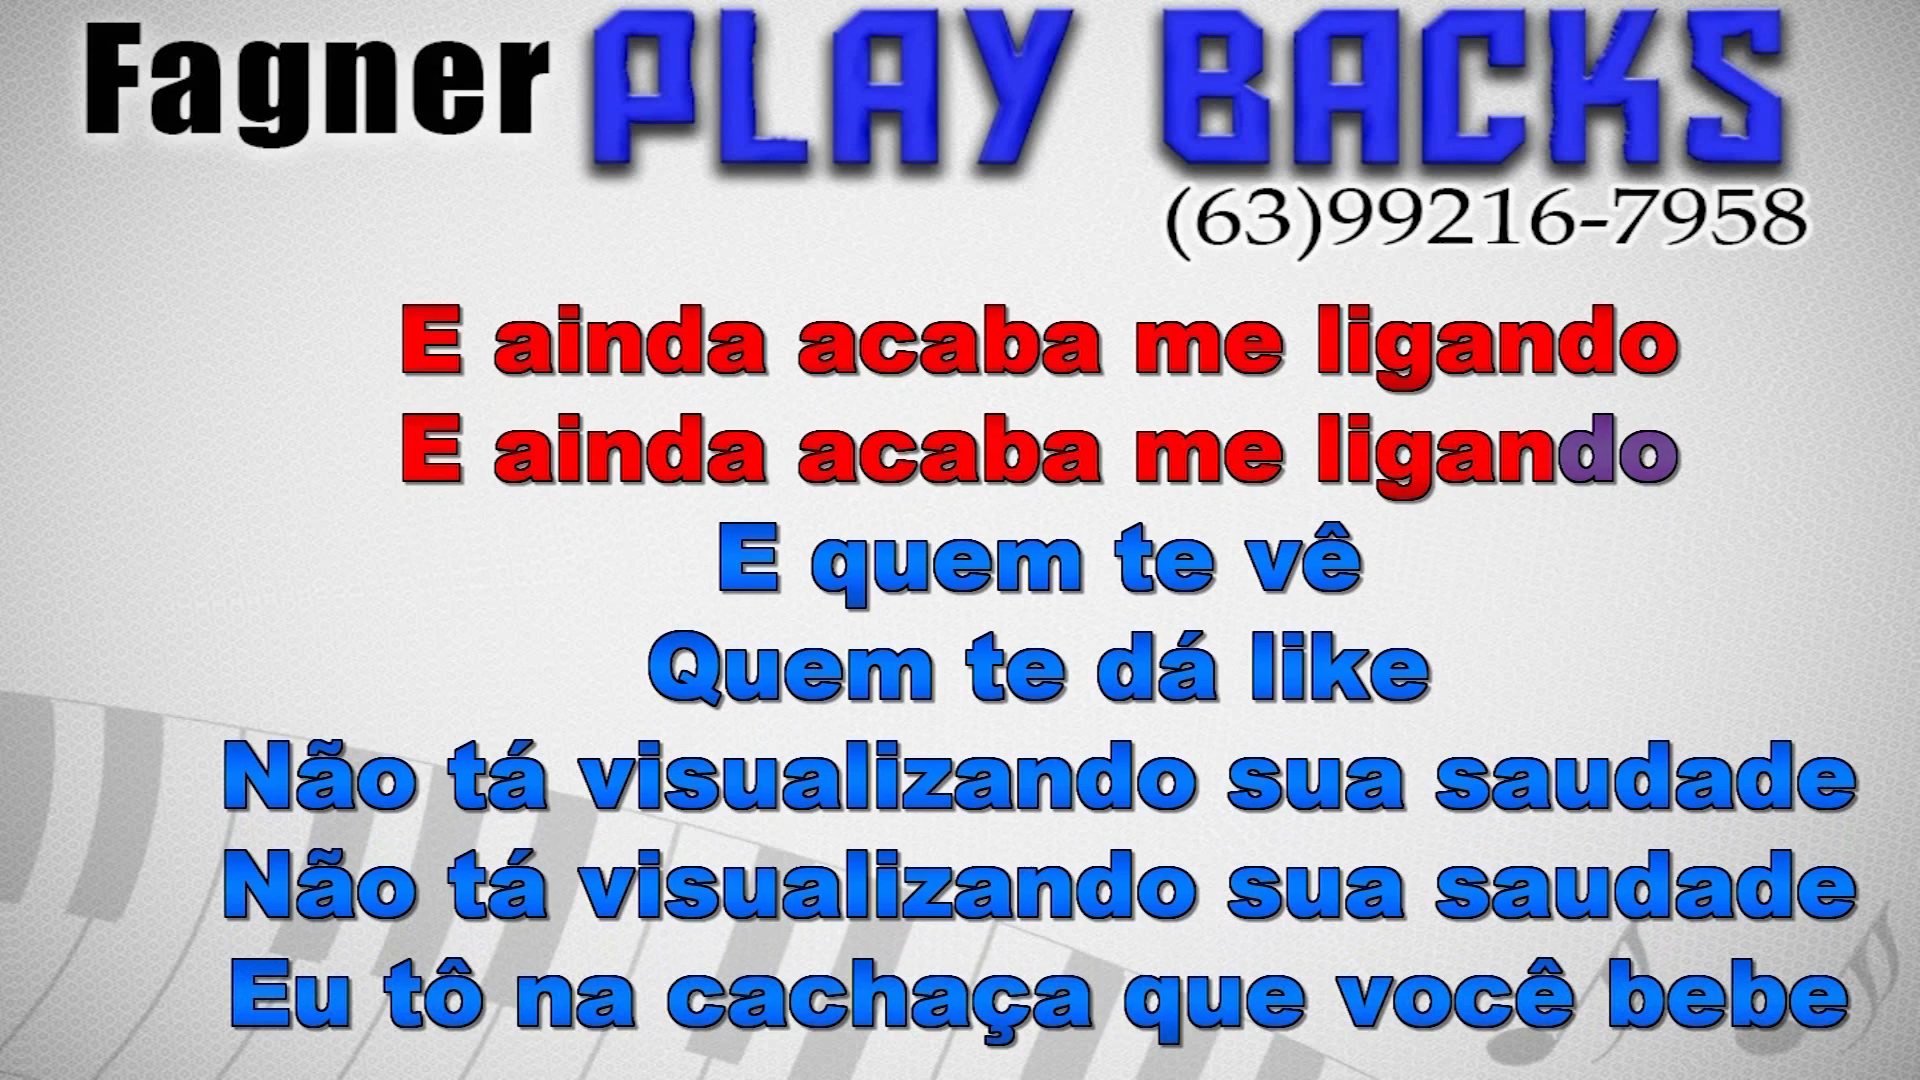 Fagner PLAY BACKS
(63)99216-7958
E ainda acaba me ligando
E ainda acaba me ligando
E quem te vê
Quem te dá like
Não tá visualizando sua saudade
Não tá visualizando sua saudade
Eu tô na cachaça que você bebe